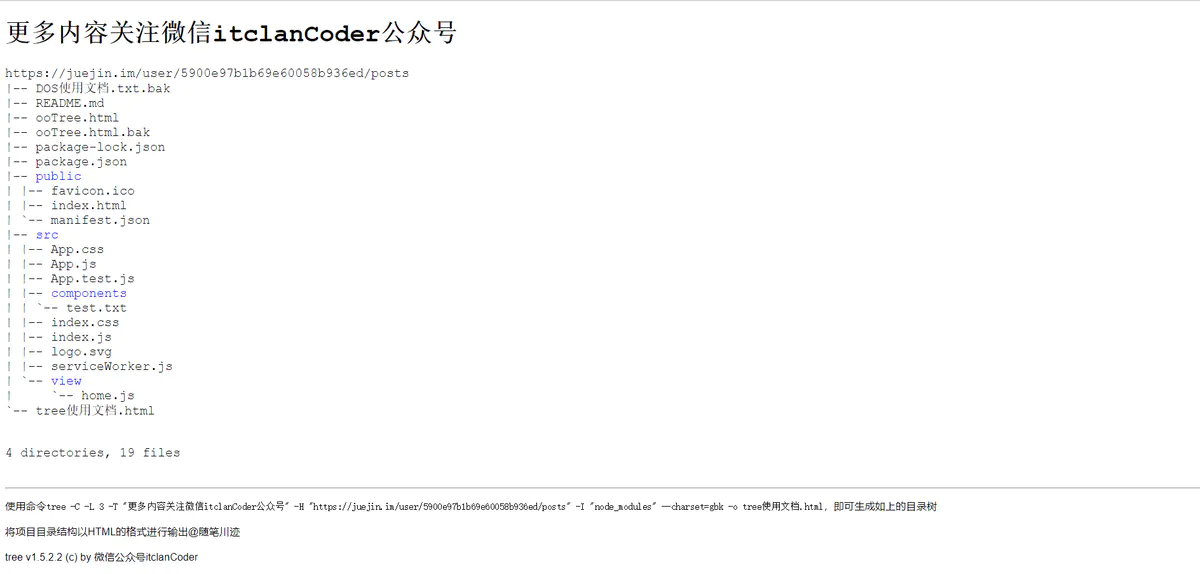 更多内容关注微信itclanCoder公众号
https://juejin.im/user/5900e97b1b69e60058b936ed/posts
|-- DOS使用文档.txt.bak
|-- README.md
|-- ooTree.html
|-- ooTree.html.bak
|-- package-lock.json
|-- package.json
|-- public
| |-- favicon.ico
| |-- index.html
| `-- manifest.json
|-- src
| |-- App.css
| |-- App.js
| |-- App.test.js
| |-- components
| | `-- test.txt
| |-- index.css
| |-- index.js
| |-- logo.svg
| |-- serviceWorker.js
| `-- view
|     `-- home.js
`-- tree使用文档.html
4 directories, 19 files
使用命令tree -C -L 3 -T "更多内容关注微信itclanCoder公众号" -H "https://juejin.im/user/5900e97b1b69e60058b936ed/posts" -I "node_modules" —charset=gbk -o tree使用文档.html, 即可生成如上的目录树
将项目目录结构以HTML的格式进行输出@随笔川迹
tree v1.5.2.2 (c) by 微信公众号itclanCoder